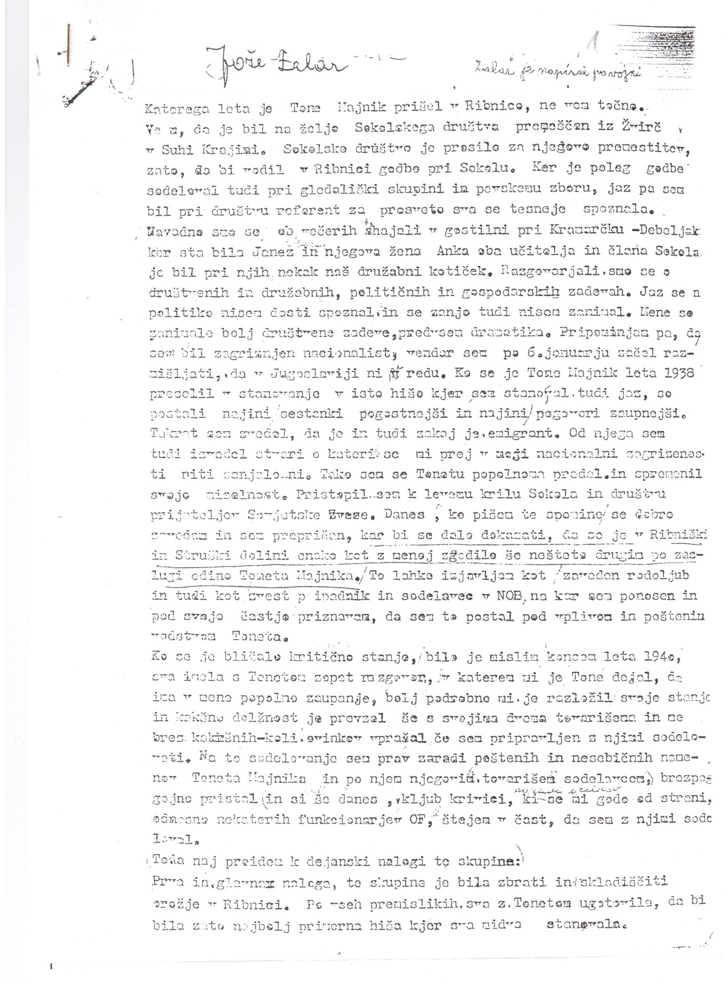 1
Jože Žalar
Žalar je napisal po vojni
Katerega leta je Tone Majnik prišel v Ribnico, ne vem točno.
Vem, da je bil na željo Sokolskega društva premeščen iz Žvirč
v Suhi Krajini. Sokolsko društvo je prosilo za njegovo premestitev,
zato, da bi vodil v Ribnici godbo pri Sokolu. Ker je poleg godbe
sodeloval tudi pri gledališki skupini in pevskemu zboru, jaz pa sem
bil pri društvu referent za prosveto sva se tesneje spoznala.
Navadno smo se ob večerih shajali v gostilni pri Kramarčku -Deboljak
ker sta bila Janez in njegova žena Anka oba učitelja in člana Sokola
je bil pri njih nekak naš družabni kotiček. Razgovarjali smo se o
društvenih in družabnih, političnih in gospodarskih zadevah. Jaz se n
politiko nisem dosti spoznal in se zanjo tudi nisem zanimal. Mene so
zanimale bolj društvene zadeve, predvsem dramatika. Pripominjam pa, da
sem bil zagriznjen nacionalist, vendar sem po 6.januarju začel raz-
mišljati, da v Jugoslaviji ni v redu. Ko se je Tone Majnik leta 1938
preselil v stanovanje v isto hišo kjer sem stanoval tudi jaz, so
postali najini sestanki pogostnejši in najini pogovori zaupnejši.
Takrat sem zvedel, da je in tudi zakaj je emigrant. Od njega sem
tudi izvedel stvari o kateri se mi prej v moji nacionalni zagrizenos-
ti niti sanjalo ni. Tako sem se Tonetu popolnoma predal in spremenil
svojo miselnost. Pristopil sem k levemu krilu Sokola in društvu
prijateljev Sovjetske Zveze. Danes , ko pišem te spomine se dobro
zavedam in sem prepričan, kar bi se dalo dokazati, da se je v Ribniški
in Struški dolini enako kot z menoj zgodilo še neštoto drugim po zas-
lugi edino Toneta Majnika. To lahko izjavljam kot zaveden rodoljub
in tudi kot zvest p ipadnik in sodelavec v NOB, na kar sem ponosen in
pod svojo častjo priznavam, da sem to postal pod vplivom in poštenim
vodstvom Toneta.
Ko se je bližalo kritično stanje, bilo je mislim koncem leta 194o,
sva imela s Tonetom zopet razgovor, v katerem mi je Tone dejal, da
ima v mene popolno zaupanje, bolj podrobno mi je razložil svoje stanje
in kakšno dolžnost je prevzel še s svojima dvema tovarišema in me
brez kakršnih-koli ovinkov vprašal če sem pripravljen z njimi sodelo-
vati. Na to sodelovanje sem prav zaradi poštenih in nesebičnih name-
nov Toneta Majnika in po njem njegovim tovarišem sodelavcem, brezpog
gojno pristal (in si še danes , vkljub krivici, ki se mi gode od strani,
odnosno nekaterih funkcionarjev OF, štejem v čast, da sem z njimi sode
loval.
(Toda naj preidem k dejanski nalogi te skupine:)
Prva in glavnax naloga, te skupine je bila zbrati in skladiščiti
orožje v Ribnici. Po vseh premislikih sva z Tonetom ugotovila, da bi
bila zato najbolj primerna hiša kjer sva midva stanovala.